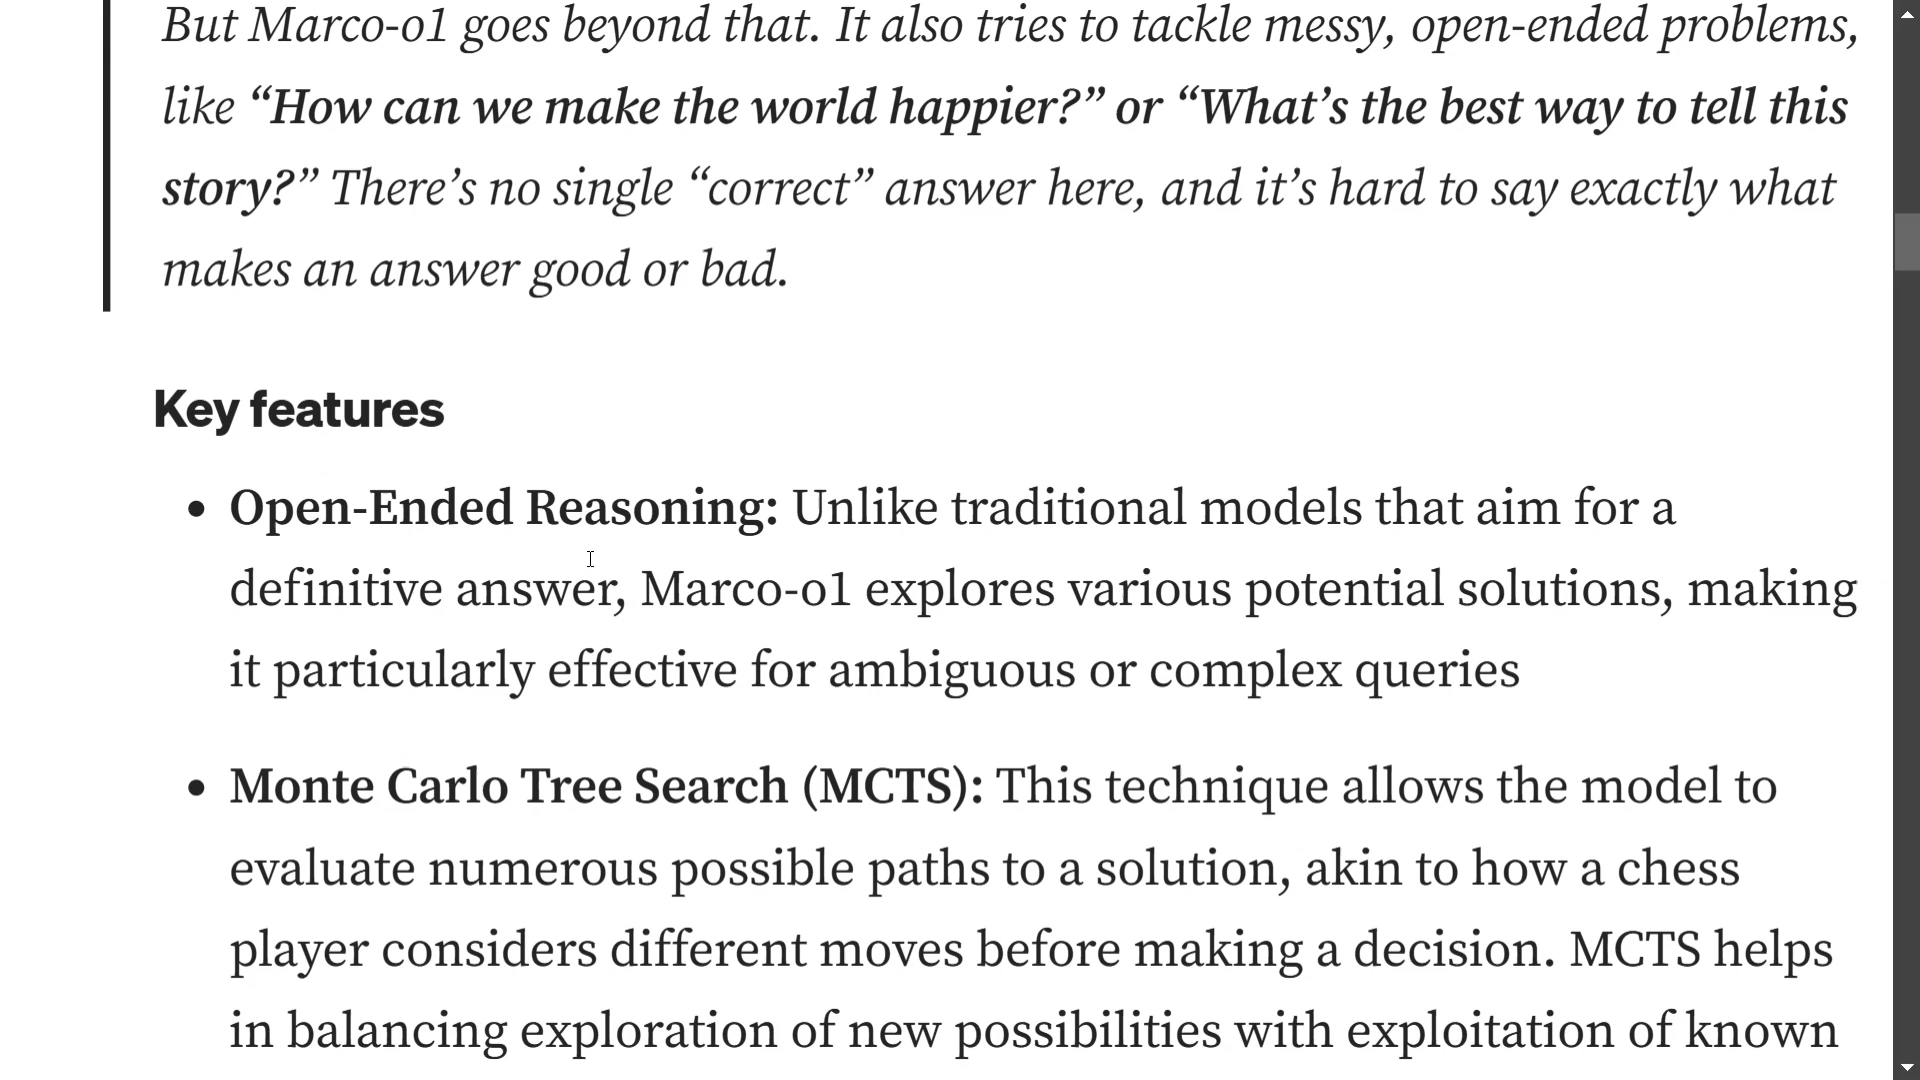 But Marco-o1 goes beyond that. It also tries to tackle messy, open-ended problems,
like “How can we make the world happier?” or “What’s the best way to tell this
story?” There’s no single “correct” answer here, and it’s hard to say exactly what
makes an answer good or bad.
Key features
• Open-Ended Reasoning: Unlike traditional models that aim for a
definitive answer, Marco-o1 explores various potential solutions, making
it particularly effective for ambiguous or complex queries
• Monte Carlo Tree Search (MCTS): This technique allows the model to
evaluate numerous possible paths to a solution, akin to how a chess
player considers different moves before making a decision. MCTS helps
in balancing exploration of new possibilities with exploitation of known